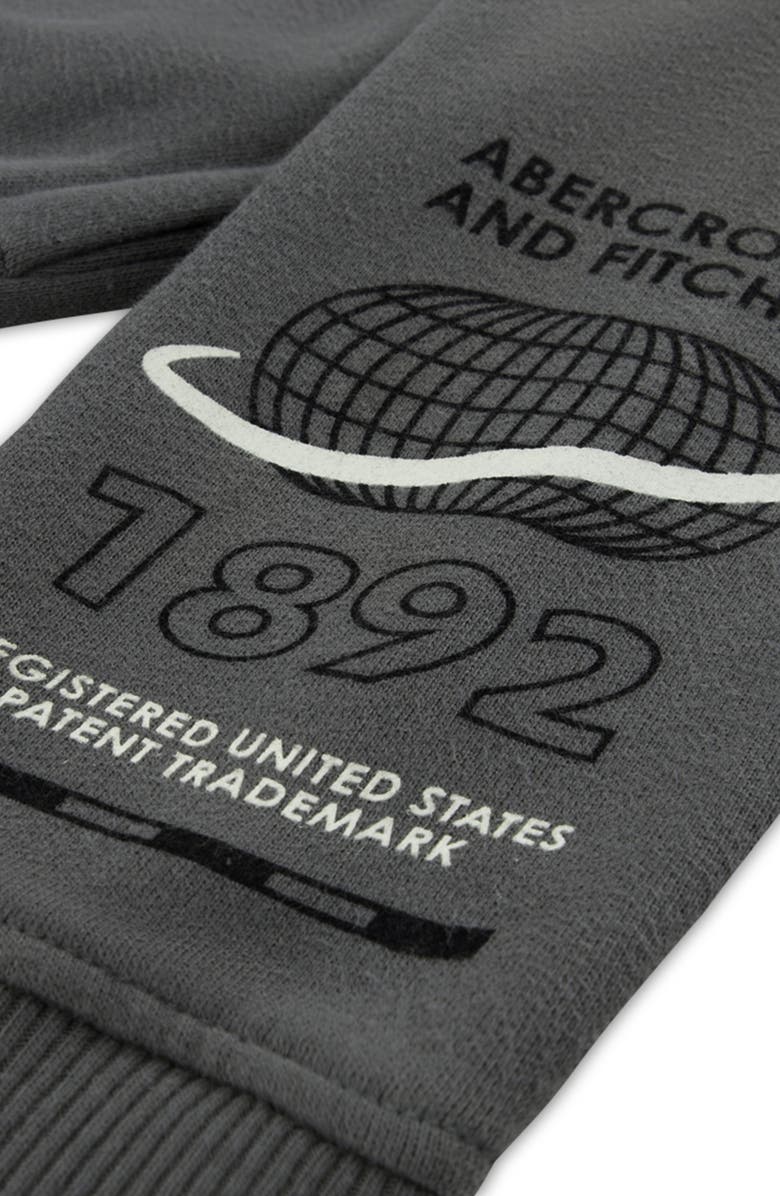 ABERCRO
AND FITCH
1892
EGISTERED UNITED STATES
PATENT TRADEMARK